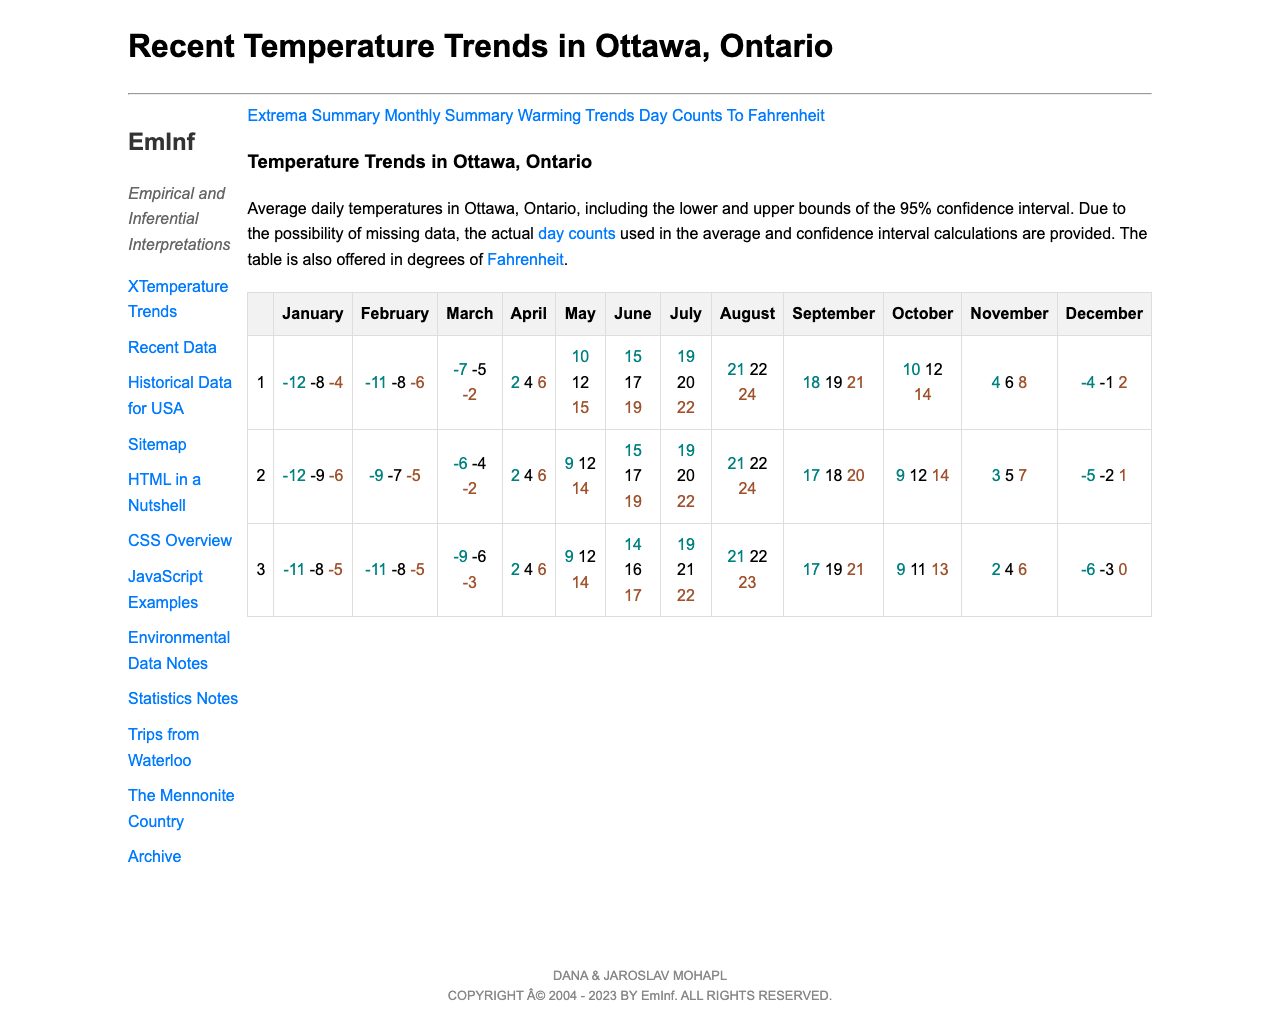 Recent Temperature Trends in Ottawa, Ontario
EmInf
Empirical and
Inferential
Interpretations
XTemperature
Trends
Recent Data
Historical Data
for USA
Sitemap
HTML in a
Nutshell
CSS Overview
JavaScript
Examples
Environmental
Data Notes
Statistics Notes
Trips from
Waterloo
The Mennonite
Country
Archive
Extrema Summary Monthly Summary Warming Trends Day Counts To Fahrenheit
Temperature Trends in Ottawa, Ontario
Average daily temperatures in Ottawa, Ontario, including the lower and upper bounds of the 95% confidence interval. Due to
the possibility of missing data, the actual day counts used in the average and confidence interval calculations are provided. The
table is also offered in degrees of Fahrenheit.
January February March April May June July August September October November December
1 -12 -8 -4 -11 -8 -6 -7 -5 -2 2 4 6 10 12 15 15 17 19 19 20 22 21 22 24 18 19 21 10 12 14 4 6 8 -4 -1 2
2 -12 -9 -6 -9 -7 -5 -6 -4 -2 2 4 6 9 12 14 15 17 19 19 20 22 21 22 24 17 18 20 9 12 14 3 5 7 -5 -2 1
3 -11 -8 -5 -11 -8 -5 -9 -6 -3 2 4 6 9 12 14 14 16 17 19 21 22 21 22 23 17 19 21 9 11 13 2 4 6 -6 -3 0
DANA & JAROSLAV MOHAPL
COPYRIGHT Â© 2004 - 2023 BY EmInf. ALL RIGHTS RESERVED.